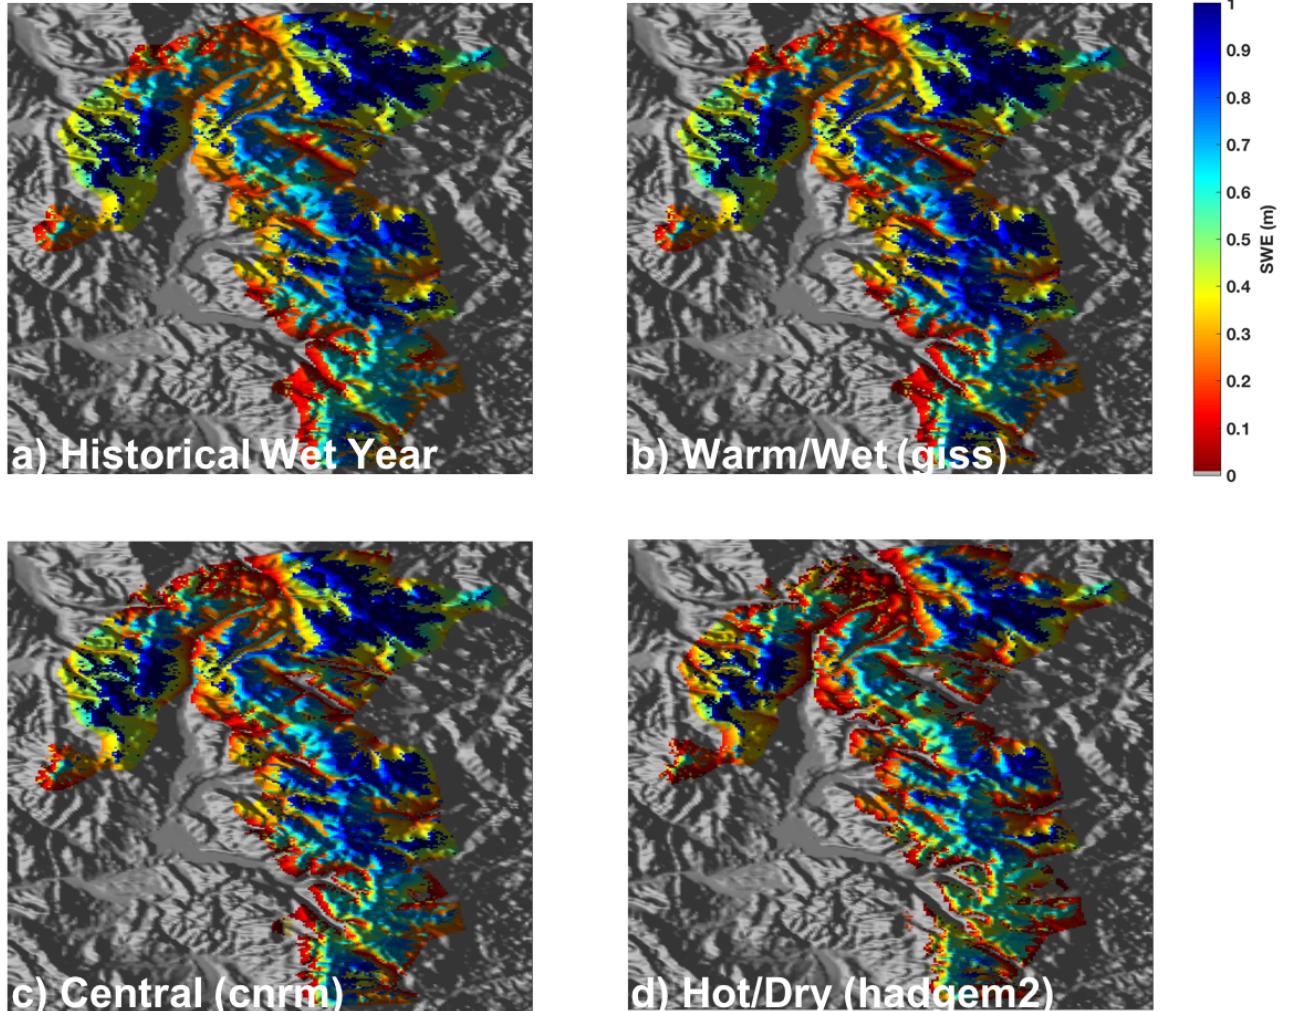 a) Historical Wet Year
b) Warm/Wet (giss)
1
0.9
0.8
0.7
0.6
0.5
0.4
0.3
0.2
0.1
0
SWE (m)
c) Central (cnrm)
d) Hot/Dry (hadgem2)